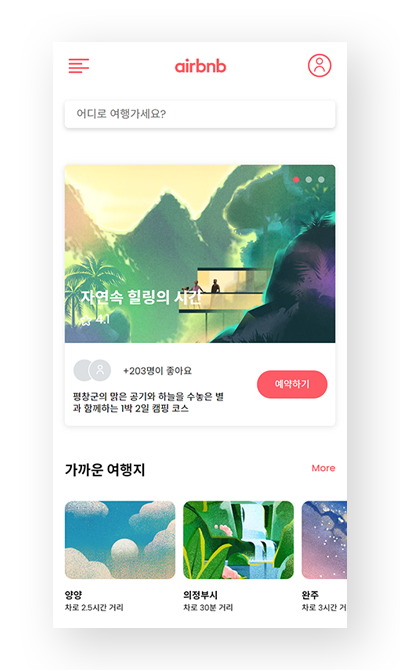 airbnb
어디로 여행가세요?
자연속 힐링의 시간
4.1
+203명이 좋아요
예약하기
평창군의 맑은 공기와 하늘을 수놓은 별
과 함께하는 1박 2일 캠핑 코스
가까운 여행지
More
양양
차로 2.5시간 거리
의정부시
차로 30분 거리
완주
차로 3시간 거